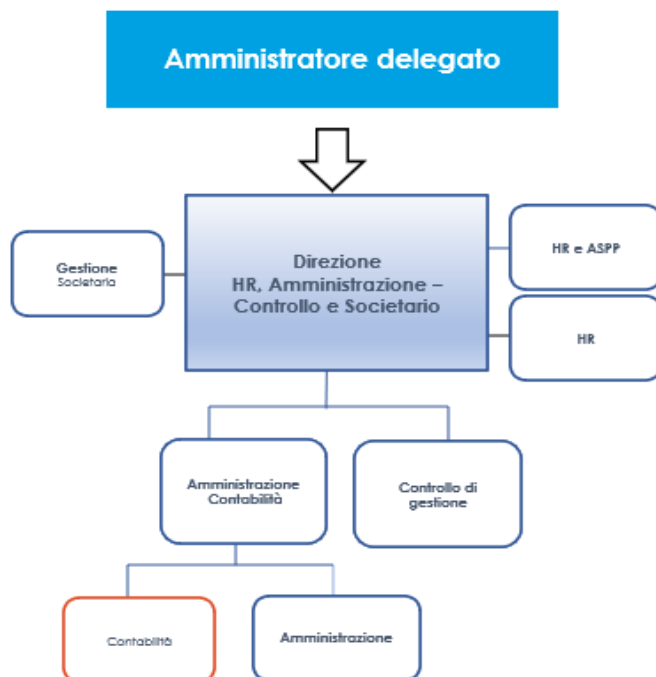 Amministratore delegato
Gestione
Societaria
Direzione
HR, Amministrazione –
Controllo e Societario
HR e ASPP
HR
Amministrazione
Contabilità
Controllo di
gestione
Contabilità
Amministrazione